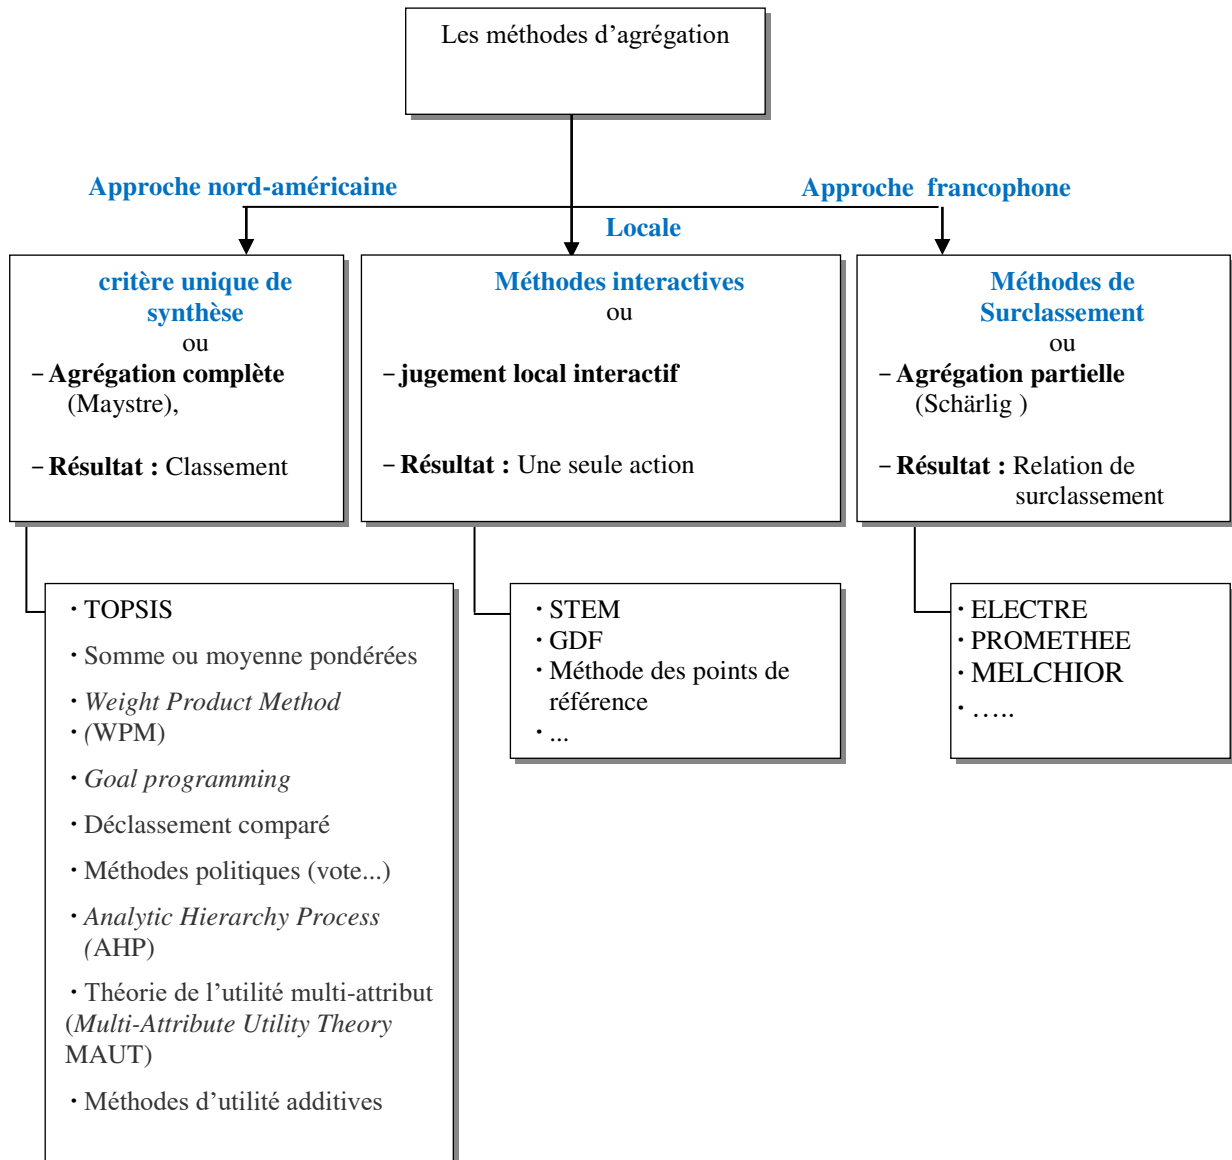 Les méthodes d’agrégation
Approche nord-américaine
Approche francophone
Locale
critère unique de
synthèse
ou
- Agrégation complète
(Maystre),
- Résultat : Classement
Méthodes interactives
ou
- jugement local interactif
- Résultat : Une seule action
Méthodes de
Surclassement
ou
- Agrégation partielle
(Schärlig )
- Résultat : Relation de
surclassement
· TOPSIS
· Somme ou moyenne pondérées
· Weight Product Method
· (WPM)
· Goal programming
· Déclassement comparé
· Méthodes politiques (vote...)
· Analytic Hierarchy Process
(AHP)
· Théorie de l’utilité multi-attribut
(Multi-Attribute Utility Theory
MAUT)
· Méthodes d’utilité additives
· STEM
· GDF
· Méthode des points de
référence
· ...
· ELECTRE
· PROMETHEE
· MELCHIOR
· …..